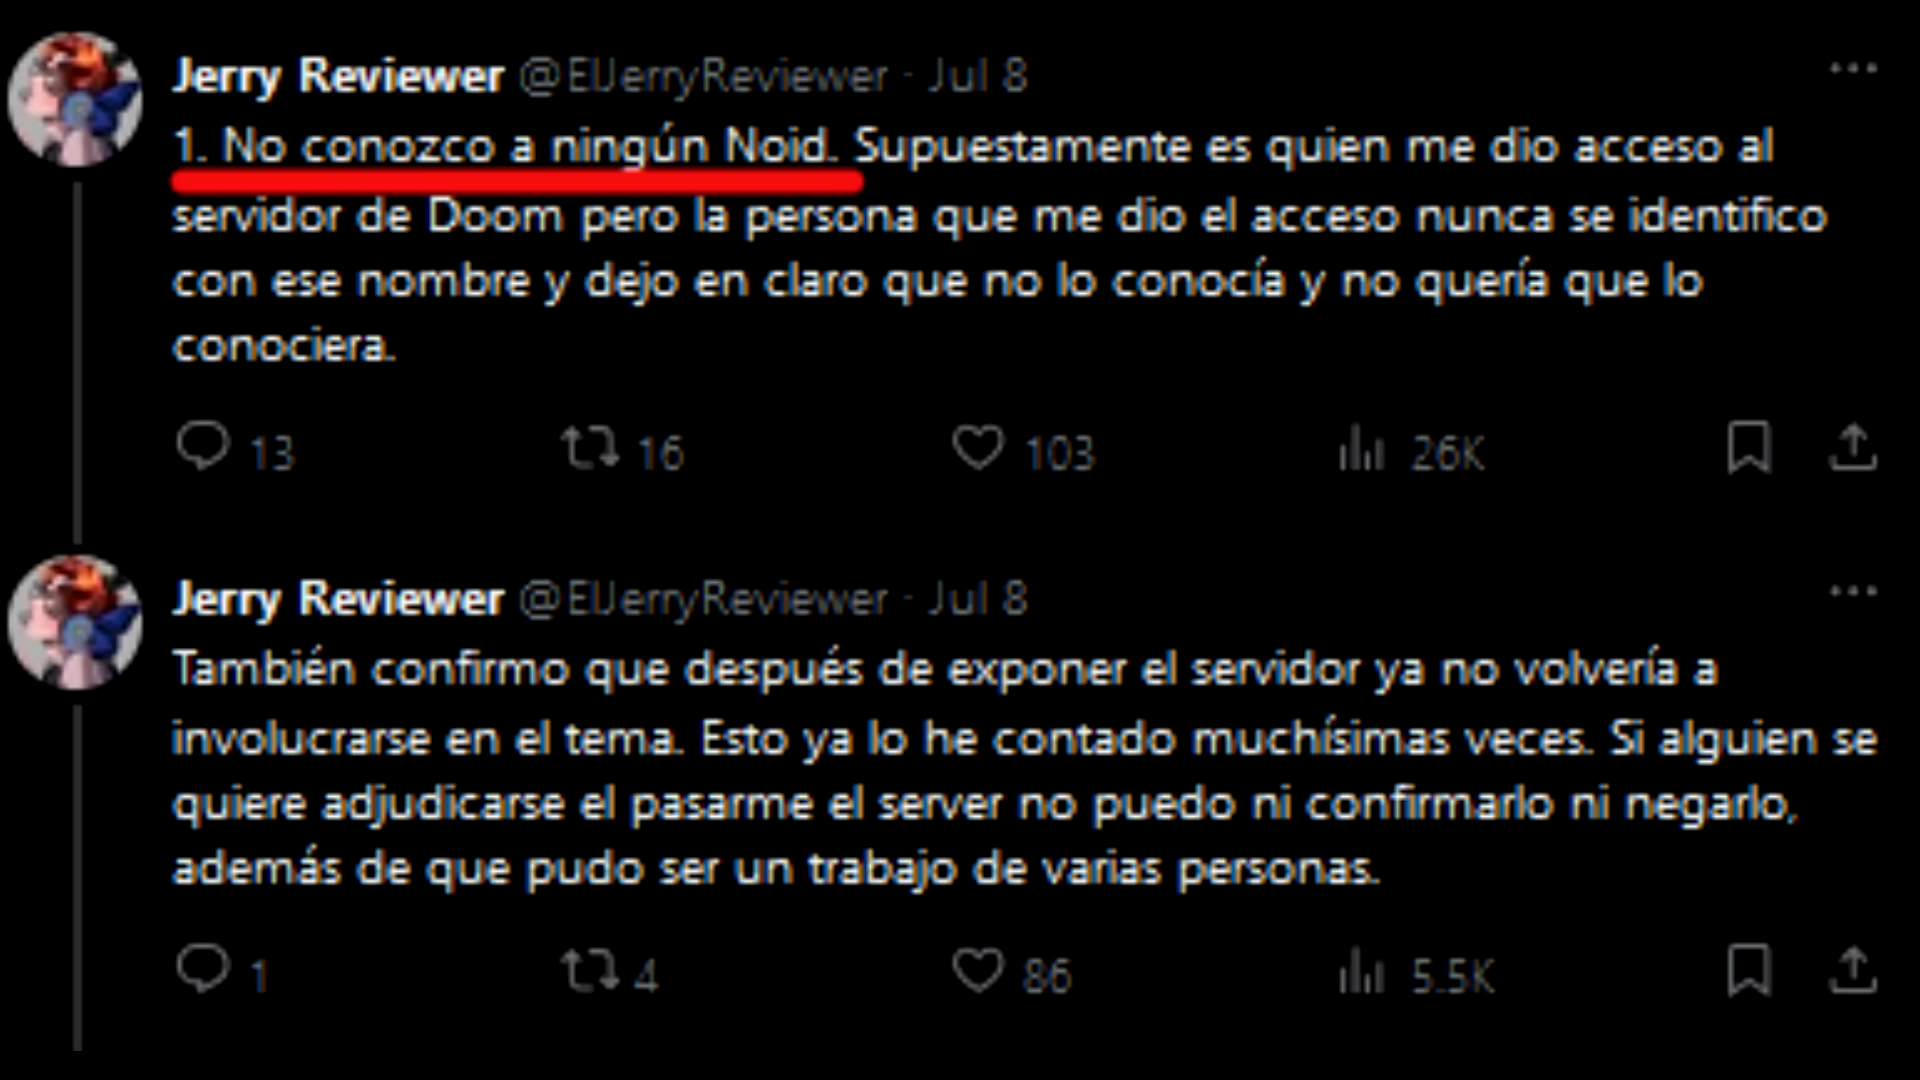 Jerry Reviewer @ElJerryReviewer · Jul 8
1. No conozco a ningún Noid. Supuestamente es quien me dio acceso al
servidor de Doom pero la persona que me dio el acceso nunca se identifico
con ese nombre y dejo en claro que no lo conocía y no quería que lo
conociera.
13 16 103 26K
Jerry Reviewer @ElJerryReviewer · Jul 8
También confirmo que después de exponer el servidor ya no volvería a
involucrarse en el tema. Esto ya lo he contado muchísimas veces. Si alguien se
quiere adjudicarse el pasarme el server no puedo ni confirmarlo ni negarlo,
además de que pudo ser un trabajo de varias personas.
1 4 86 5.5K